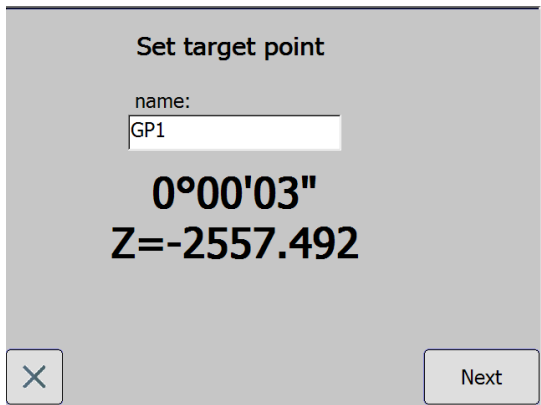 Set target point
name:
GP1
0°00'03"
Z=-2557.492
Next